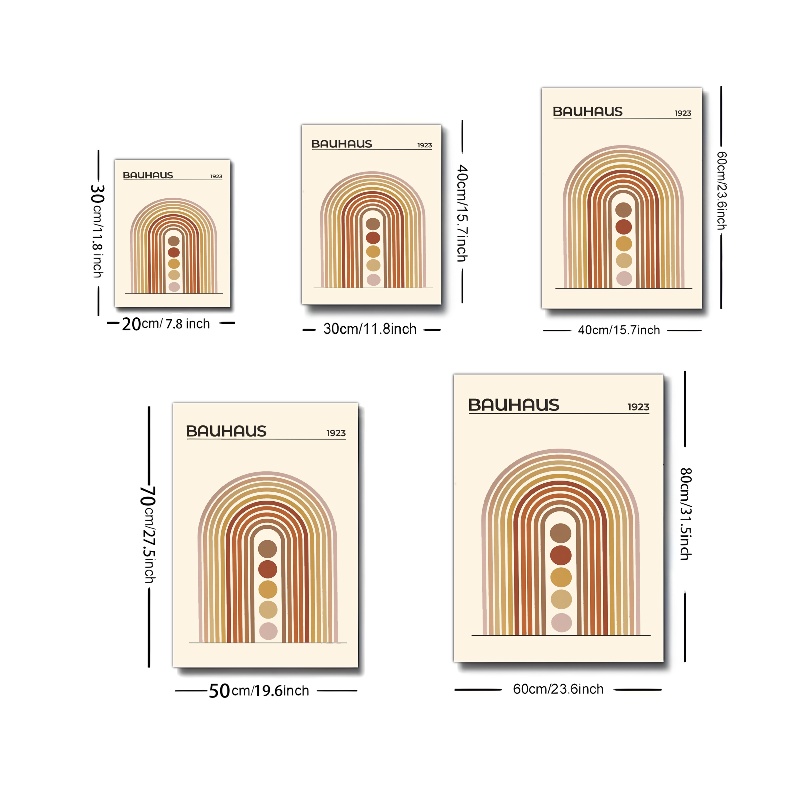 BAUHAUS 1923
30cm/11.8 inch
20cm/ 7.8 inch
BAUHAUS 1923
40cm/15.7inch
30cm/11.8inch
BAUHAUS 1923
60cm/23.6inch
40cm/15.7inch
BAUHAUS 1923
70cm/27.5inch
50cm/19.6inch
BAUHAUS 1923
80cm/31.5inch
60cm/23.6inch